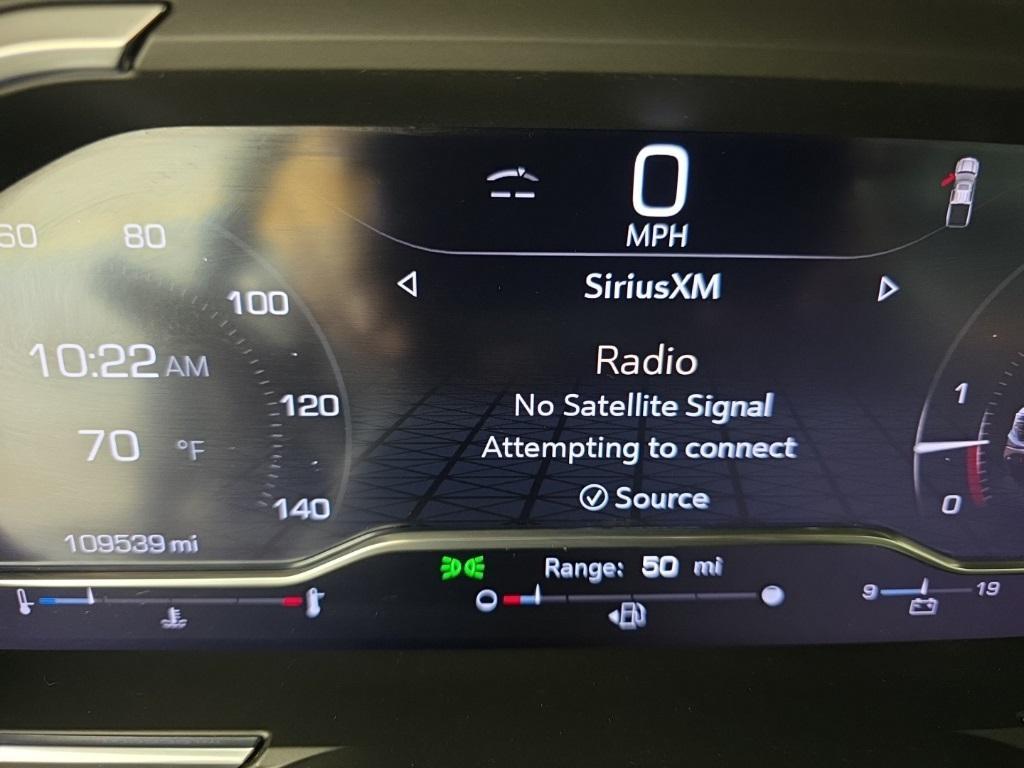 0
MPH
60
80
SiriusXM
100
10:22 AM
Radio
1
120
No Satellite Signal
70 °F
Attempting to connect
140
Source
0
109539 mi
Range: 50 mi
9
19